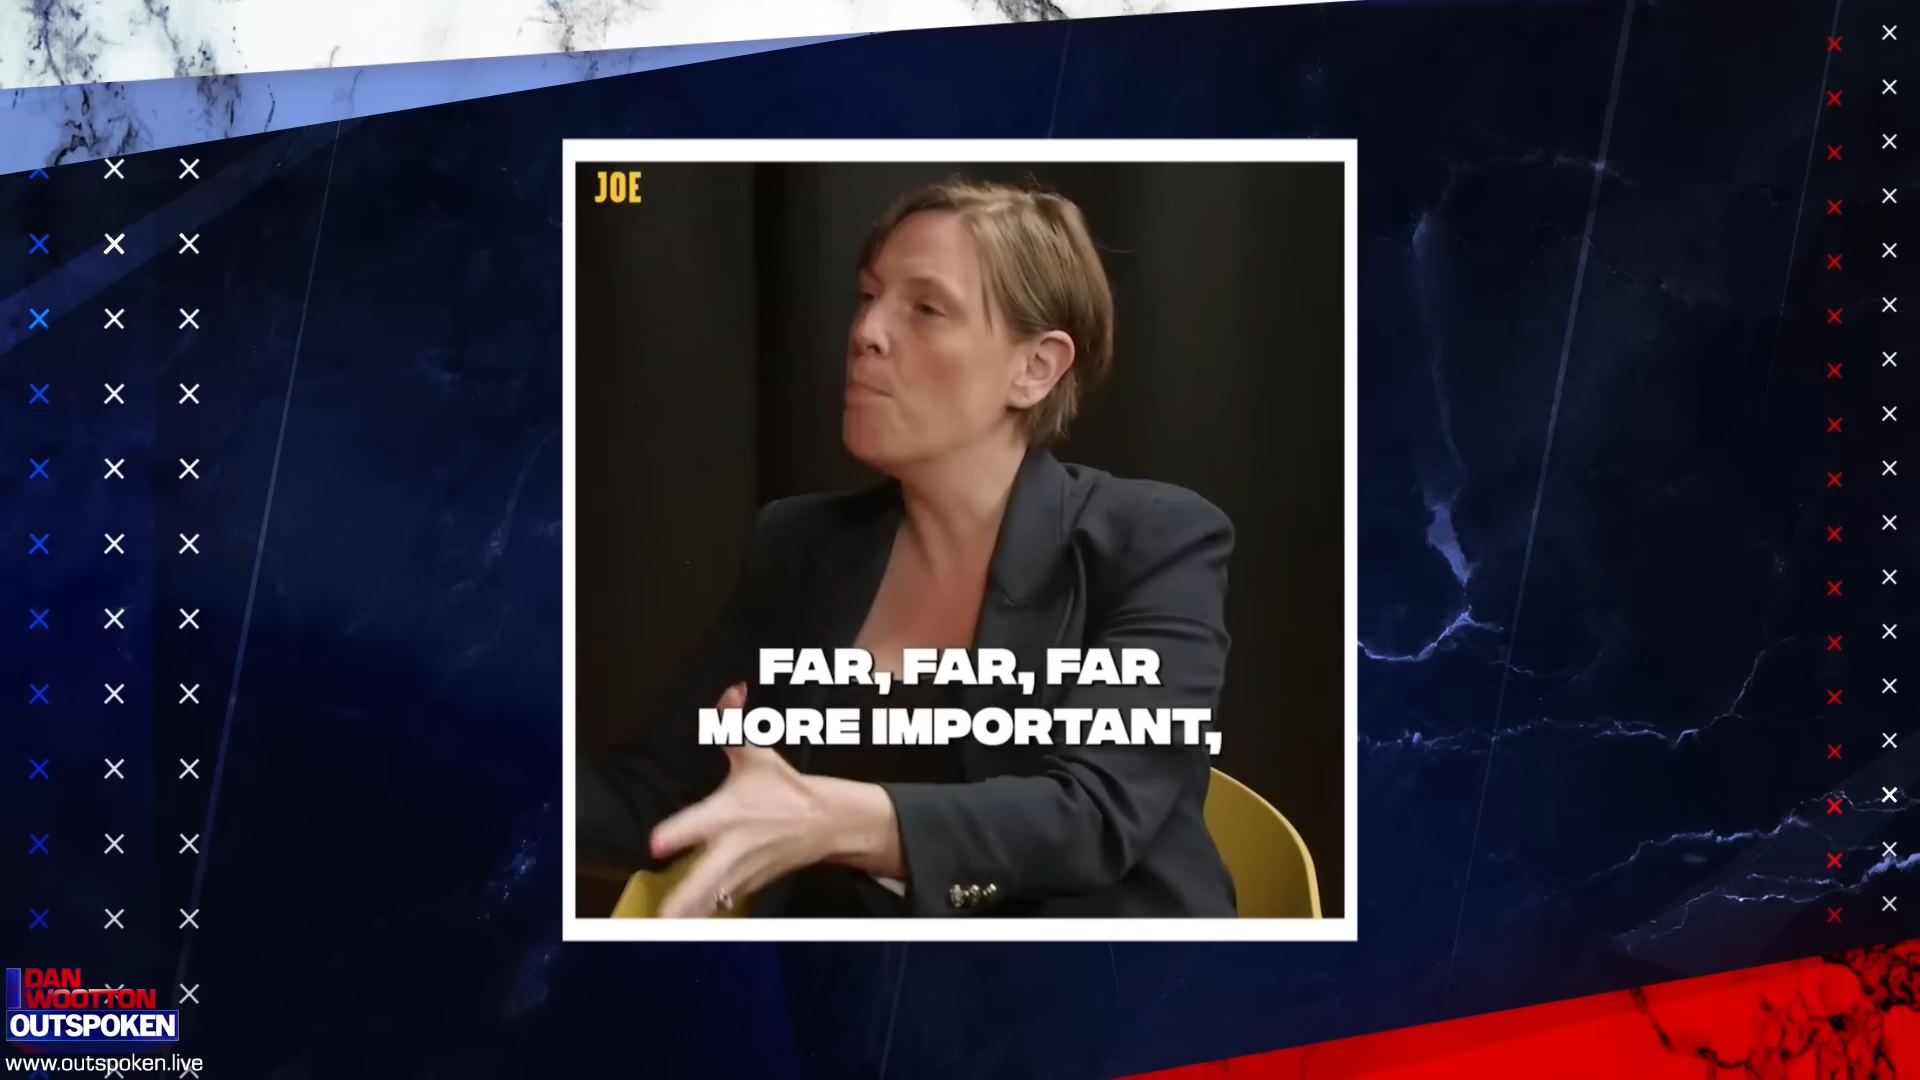 JOE
FAR, FAR, FAR
MORE IMPORTANT,
DAN
WOOTTON
OUTSPOKEN
www.outspoken.live